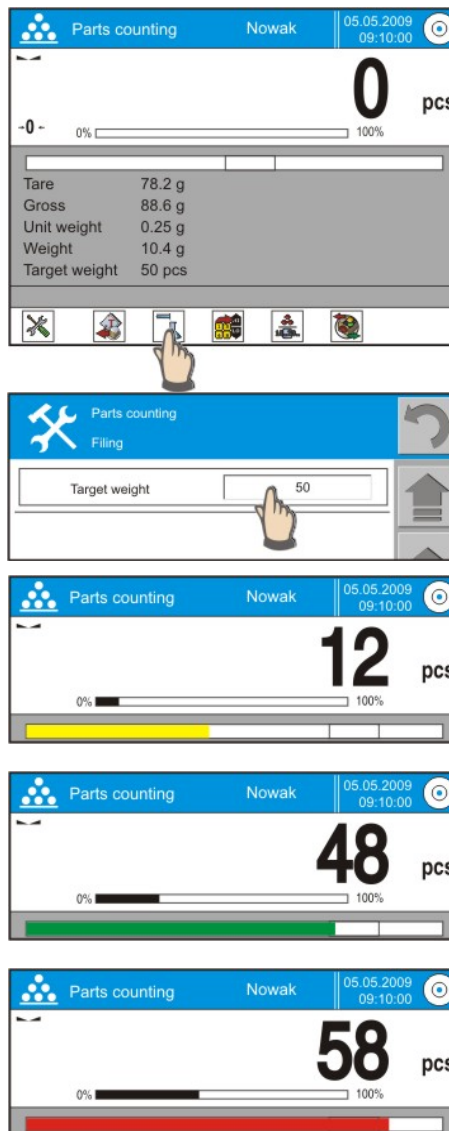 Parts counting Nowak 05.05.2009
09:10:00
0 pcs
-0- 0% 100%
Tare 78.2 g
Gross 88.6 g
Unit weight 0.25 g
Weight 10.4 g
Target weight 50 pcs
Parts counting
Filing
Target weight 50
Parts counting Nowak 05.05.2009
09:10:00
12 pcs
0% 100%
Parts counting Nowak 05.05.2009
09:10:00
48 pcs
0% 100%
Parts counting Nowak 05.05.2009
09:10:00
58 pcs
0% 100%